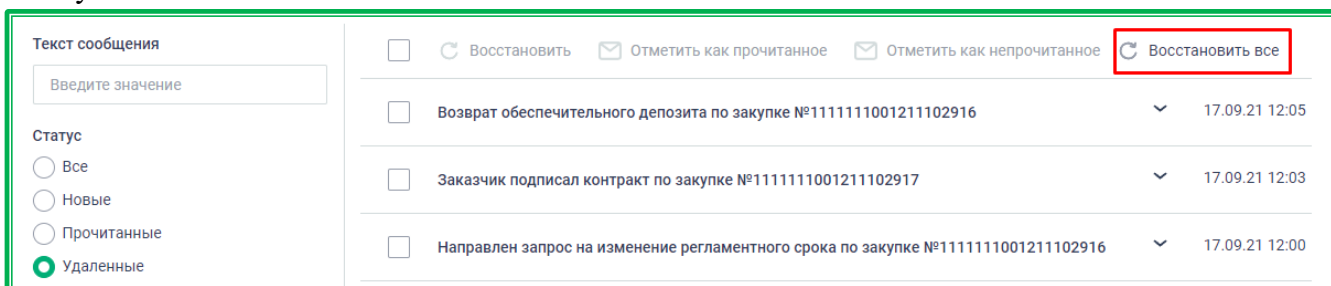 Текст сообщения
Введите значение
Статус
Все
Новые
Прочитанные
Удаленные
Восстановить Отметить как прочитанное Отметить как непрочитанное Восстановить все
Возврат обеспечительного депозита по закупке №1111111001211102916 17.09.21 12:05
Заказчик подписал контракт по закупке №1111111001211102917 17.09.21 12:03
Направлен запрос на изменение регламентного срока по закупке №1111111001211102916 17.09.21 12:00